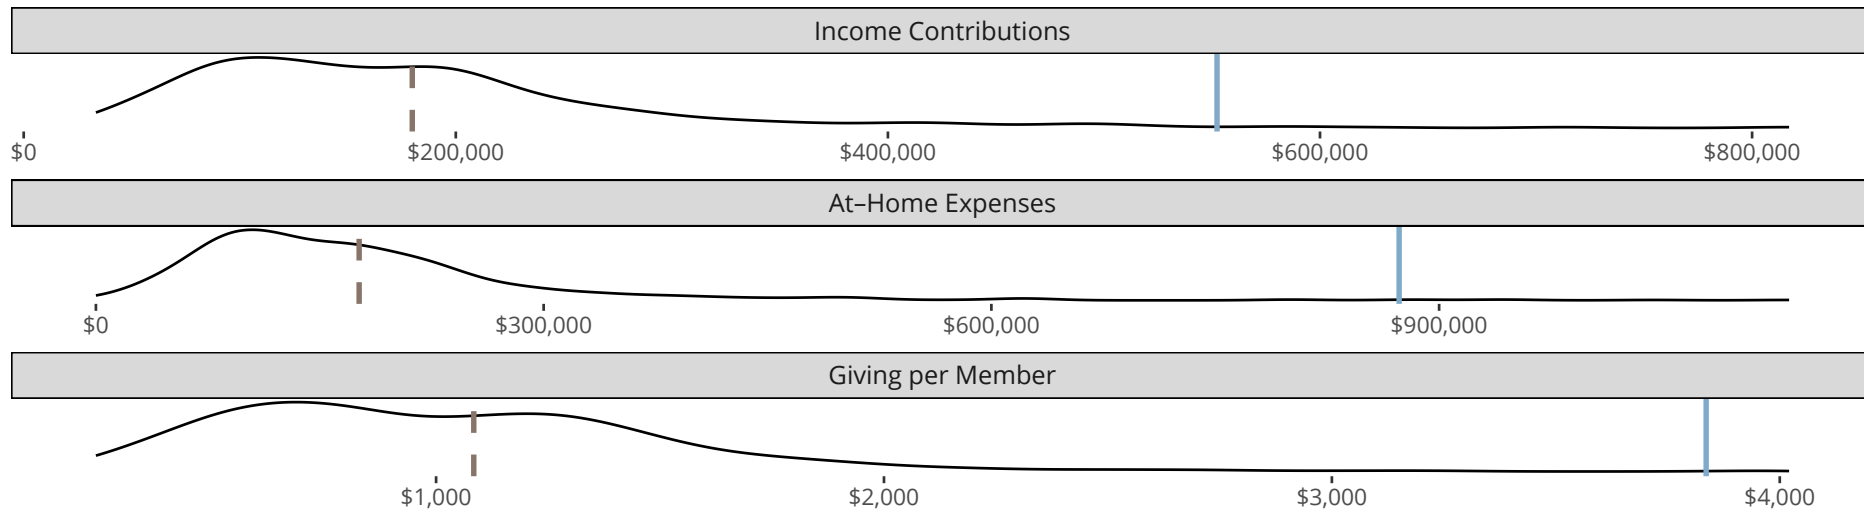 Income Contributions
$0 $200,000 $400,000 $600,000 $800,000
At–Home Expenses
$0 $300,000 $600,000 $900,000
Giving per Member
$1,000 $2,000 $3,000 $4,000